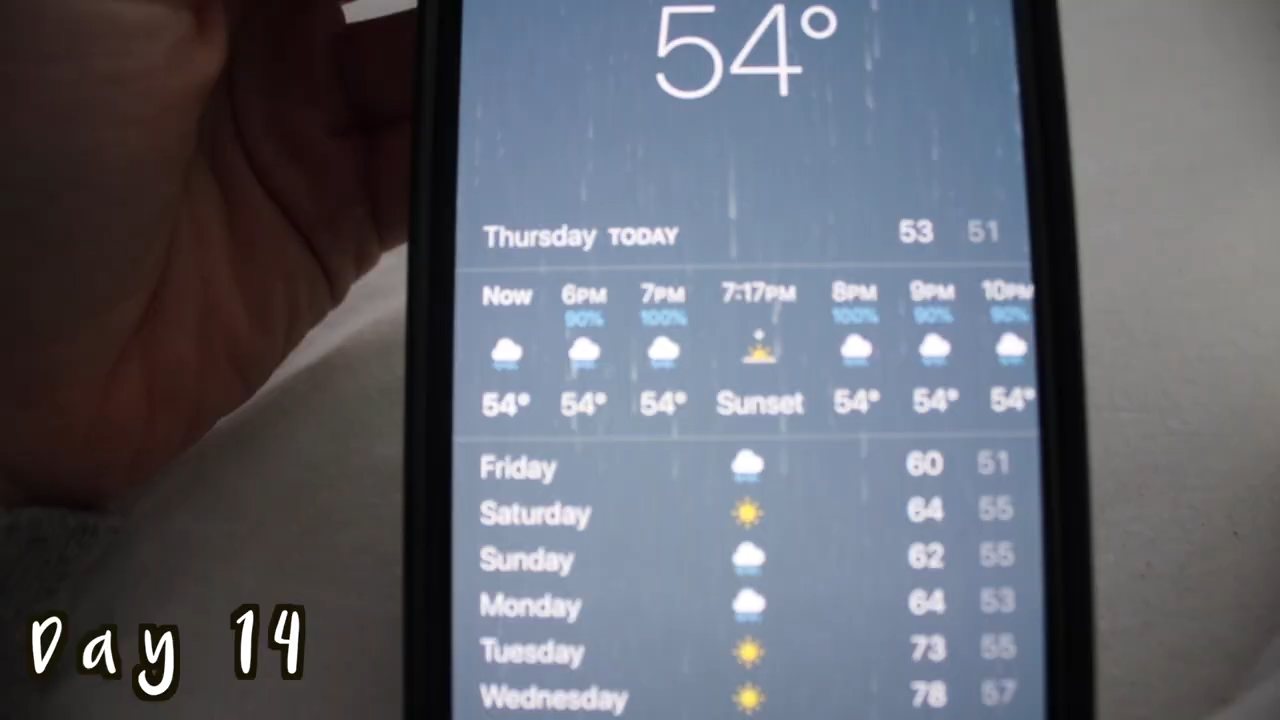 54°
Thursday TODAY 53 51
Now 6PM 7PM 7:17PM 8PM 9PM 10PM
90% 100% 100% 90% 90%
54° 54° 54° Sunset 54° 54° 54°
Friday 60 51
Saturday 64 55
Sunday 62 55
Monday 64 53
Tuesday 73 55
Wednesday 78 57
Day 14